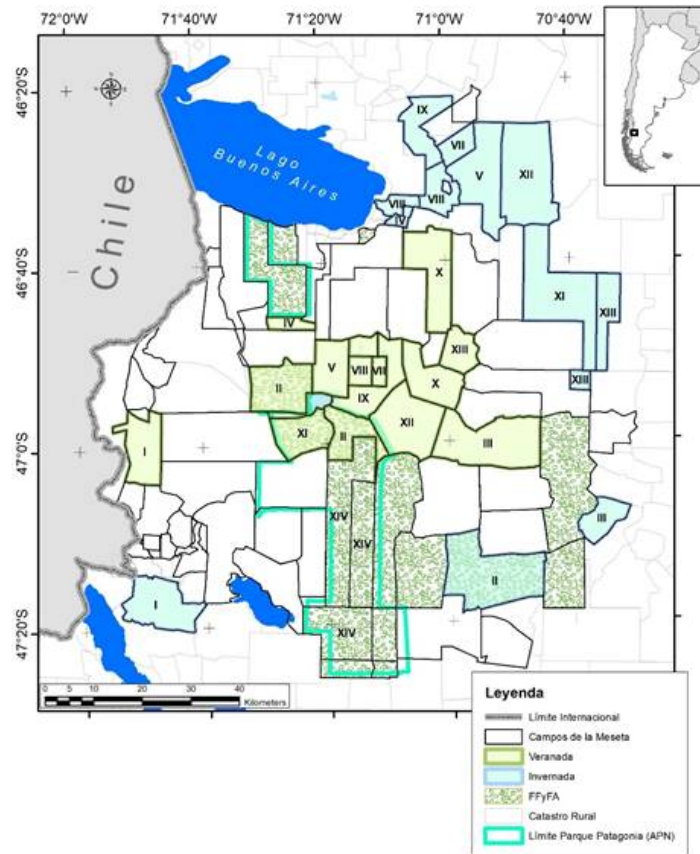 72°0'W 71°40'W 71°20'W 71°0'W 70°40'W
46°20'S
46°40'S
47°0'S
47°20'S
Lago
Buenos Aires
Chile
IX
VII
V
XII
VIII
VIII
IV
X
XI
XIII
IV
V
VIII
VII
XIII
XIII
II
IX
X
XI
II
XII
III
I
XIV
XIV
III
II
I
XIV
0 5 10 20 30 40
Kilometers
Leyenda
Límite Internacional
Campos de la Meseta
Veranada
Invernada
FFyFA
Catastro Rural
Límite Parque Patagonia (APN)